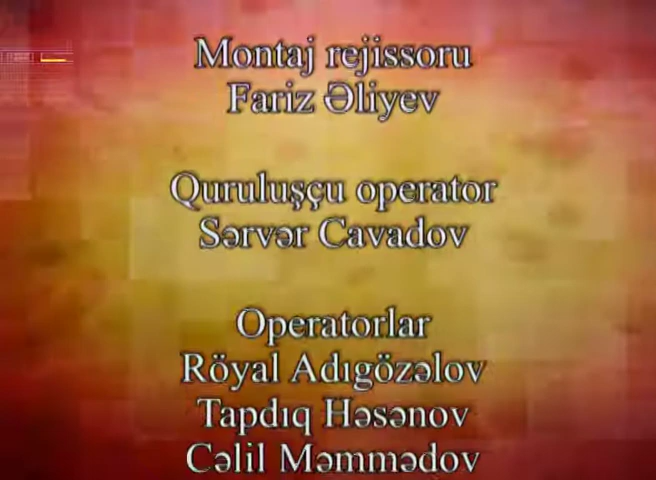 Montaj rejissoru
Fariz Əliyev
Quruluşçu operator
Sərvər Cavadov
Operatorlar
Röyal Adıgözəlov
Tapdıq Həsənov
Cəlil Məmmədov